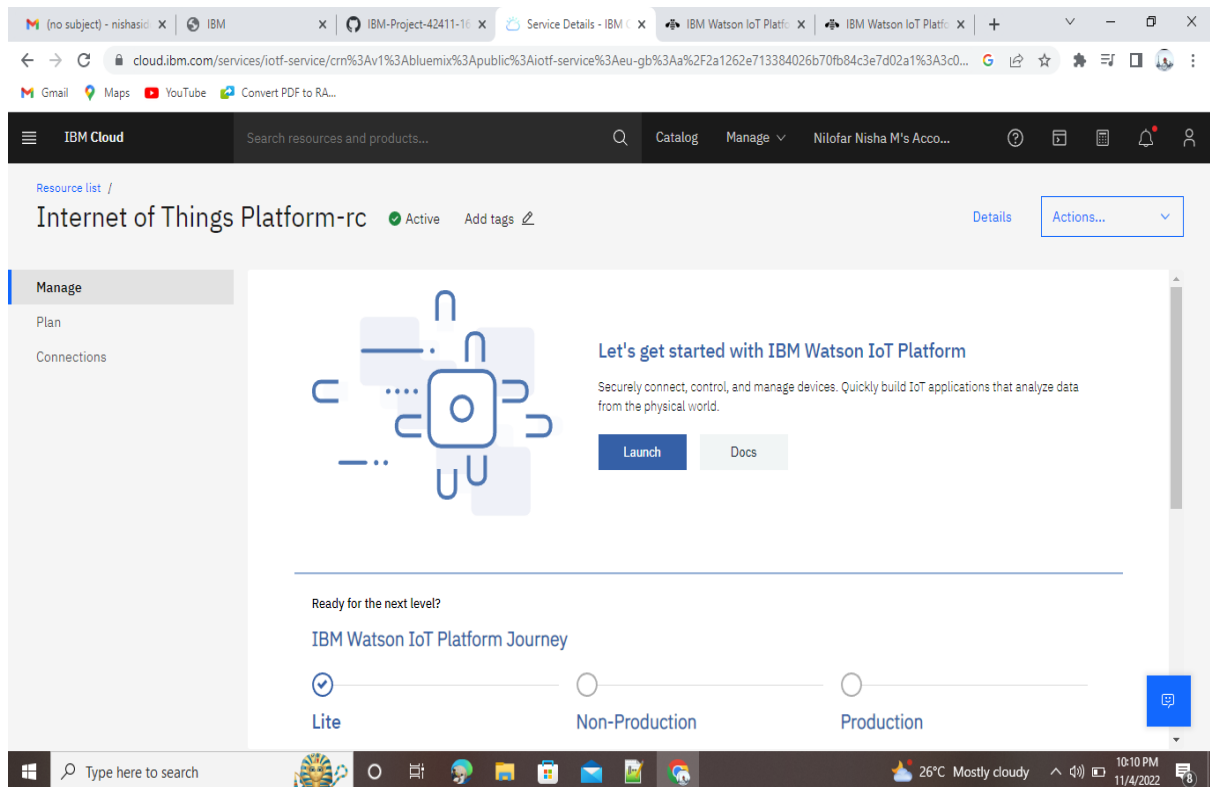 (no subject) - nishasid
IBM
IBM-Project-42411-16
Service Details - IBM C
IBM Watson IoT Platfo
IBM Watson IoT Platfo
cloud.ibm.com/services/iotf-service/crn%3Av1%3Abluemix%3Apublic%3Aiotf-service%3Aeu-gb%3Aa%2F2a1262e713384026b70fb84c3e7d02a1%3A3c0...
Gmail
Maps
YouTube
Convert PDF to RA...
IBM Cloud
Search resources and products...
Catalog
Manage
Nilofar Nisha M's Acco...
Resource list /
Internet of Things Platform-rc
Active
Add tags
Details
Actions...
Manage
Plan
Connections
Let's get started with IBM Watson IoT Platform
Securely connect, control, and manage devices. Quickly build IoT applications that analyze data
from the physical world.
Launch
Docs
Ready for the next level?
IBM Watson IoT Platform Journey
Lite
Non-Production
Production
Type here to search
26°C Mostly cloudy
10:10 PM
11/4/2022
8